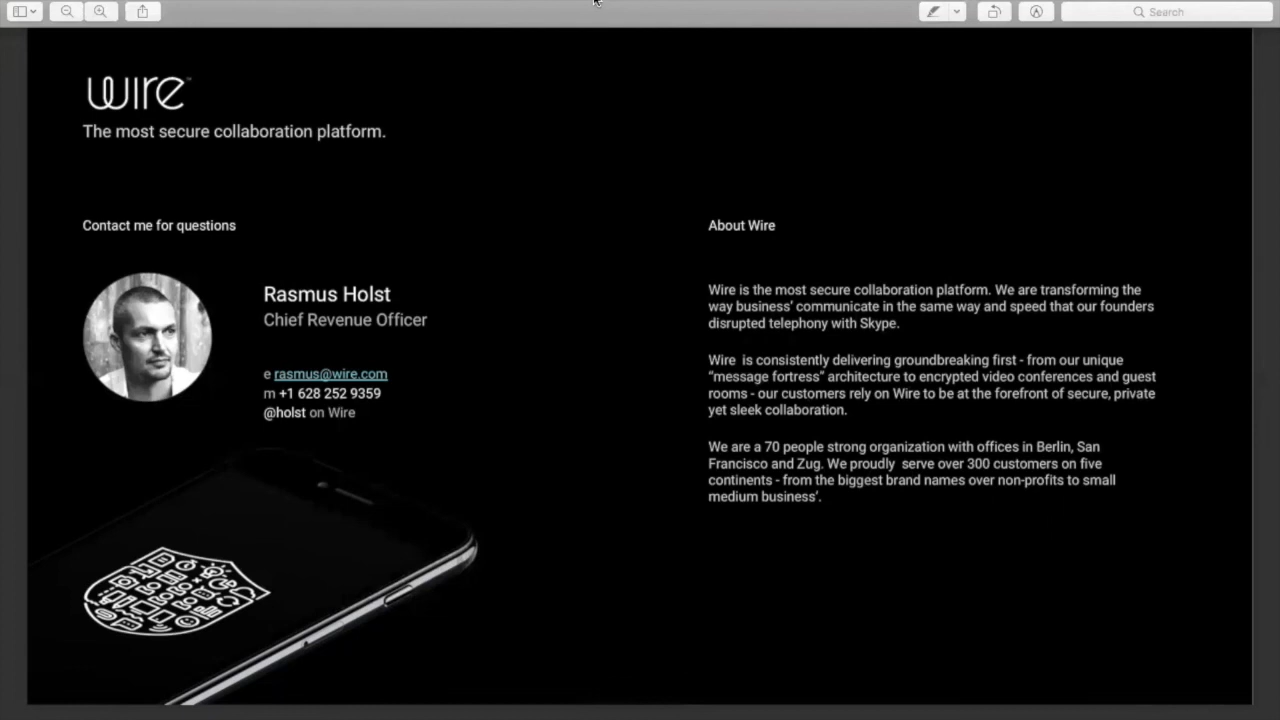 Search
wire™
The most secure collaboration platform.
Contact me for questions
Rasmus Holst
Chief Revenue Officer
e rasmus@wire.com
m +1 628 252 9359
@holst on Wire
About Wire
Wire is the most secure collaboration platform. We are transforming the
way business’ communicate in the same way and speed that our founders
disrupted telephony with Skype.
Wire  is consistently delivering groundbreaking first - from our unique
“message fortress” architecture to encrypted video conferences and guest
rooms - our customers rely on Wire to be at the forefront of secure, private
yet sleek collaboration.
We are a 70 people strong organization with offices in Berlin, San
Francisco and Zug. We proudly  serve over 300 customers on five
continents - from the biggest brand names over non-profits to small
medium business’.